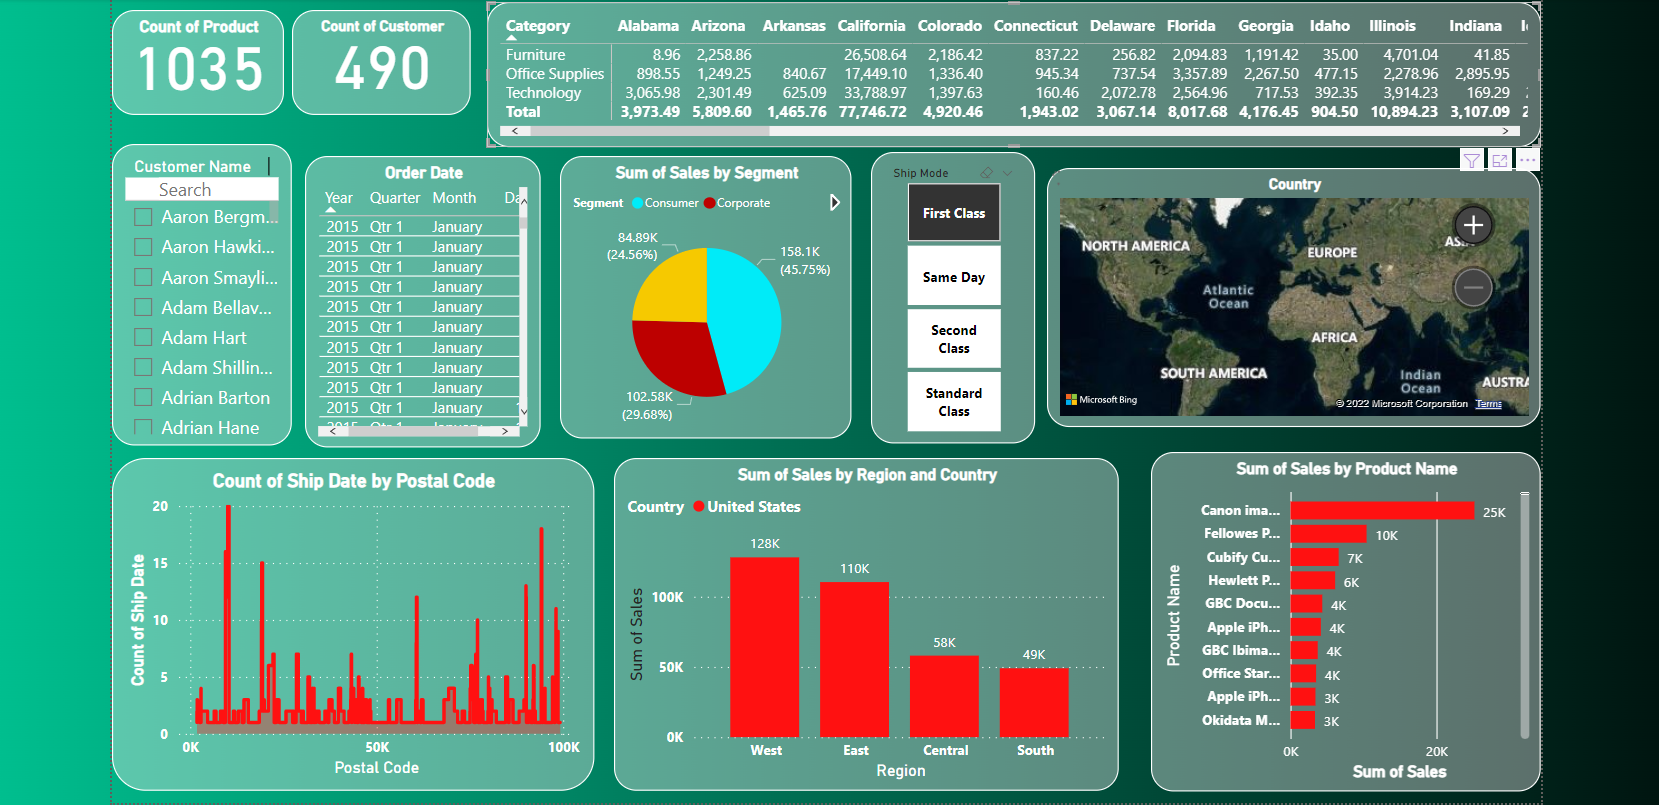 Count of Product
1035
Count of Customer
490
Category Alabama Arizona Arkansas California Colorado Connecticut Delaware Florida Georgia Idaho Illinois Indiana
Furniture 8.96 2,258.86 26,508.64 2,186.42 837.22 256.82 2,094.83 1,191.42 35.00 4,701.04 41.85
Office Supplies 898.55 1,249.25 840.67 17,449.10 1,336.40 945.34 737.54 3,357.89 2,267.50 477.15 2,278.96 2,895.95
Technology 3,065.98 2,301.49 625.09 33,788.97 1,397.63 160.46 2,072.78 2,564.96 717.53 392.35 3,914.23 169.29
Total 3,973.49 5,809.60 1,465.76 77,746.72 4,920.46 1,943.02 3,067.14 8,017.68 4,176.45 904.50 10,894.23 3,107.09
Customer Name
Search
Aaron Bergm...
Aaron Hawki...
Aaron Smayli...
Adam Bellav...
Adam Hart
Adam Shillin...
Adrian Barton
Adrian Hane
Order Date
Year Quarter Month Da
2015 Qtr 1 January
2015 Qtr 1 January
2015 Qtr 1 January
2015 Qtr 1 January
2015 Qtr 1 January
2015 Qtr 1 January
2015 Qtr 1 January
2015 Qtr 1 January
2015 Qtr 1 January
2015 Qtr 1 January
Sum of Sales by Segment
Segment Consumer Corporate
84.89K
(24.56%)
158.1K
(45.75%)
102.58K
(29.68%)
Ship Mode
First Class
Same Day
Second
Class
Standard
Class
Country
NORTH AMERICA
EUROPE
Atlantic
Ocean
AFRICA
SOUTH AMERICA
Indian
Ocean
AUSTRA
Microsoft Bing
© 2022 Microsoft Corporation Terms
Count of Ship Date by Postal Code
Count of Ship Date
20
15
10
5
0
0K 50K 100K
Postal Code
Sum of Sales by Region and Country
Country United States
Sum of Sales
100K
50K
0K
128K
110K
58K
49K
West East Central South
Region
Sum of Sales by Product Name
Product Name
Canon ima... 25K
Fellowes P... 10K
Cubify Cu... 7K
Hewlett P... 6K
GBC Docu... 4K
Apple iPh... 4K
GBC Ibima... 4K
Office Star... 4K
Apple iPh... 3K
Okidata M... 3K
0K 20K
Sum of Sales